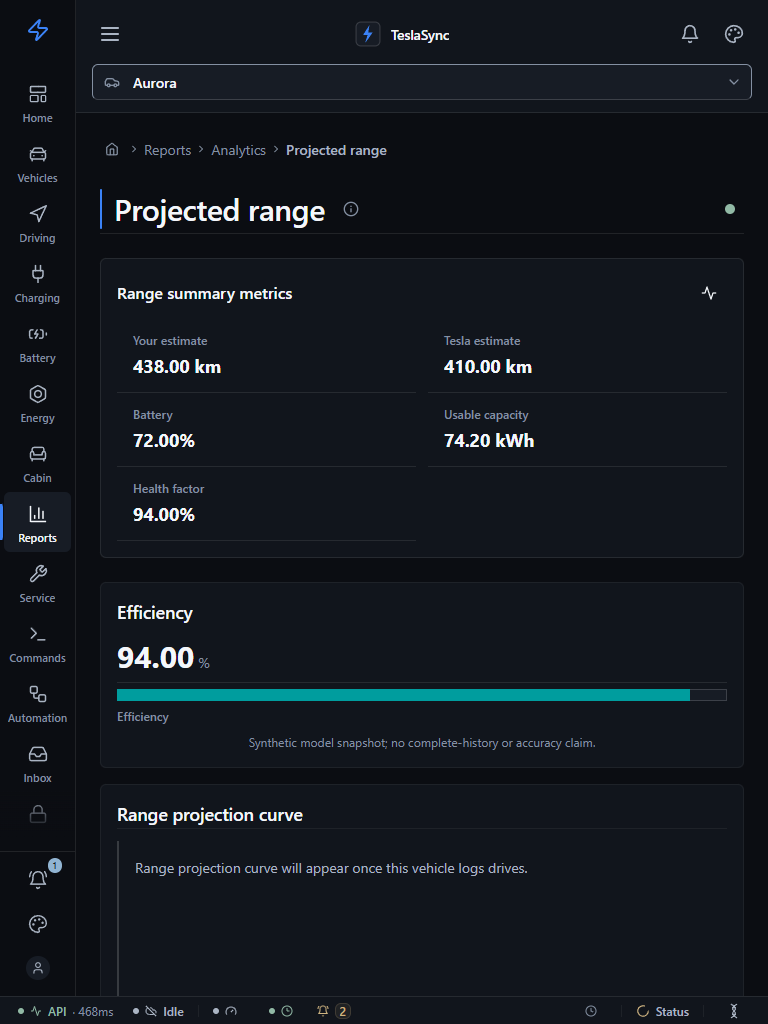 TeslaSync
Aurora
Home
Vehicles
Driving
Charging
Battery
Energy
Cabin
Reports
Service
Commands
Automation
Inbox
1
Reports
Analytics
Projected range
Projected range
Range summary metrics
Your estimate
438.00 km
Tesla estimate
410.00 km
Battery
72.00%
Usable capacity
74.20 kWh
Health factor
94.00%
Efficiency
94.00 %
Efficiency
Synthetic model snapshot; no complete-history or accuracy claim.
Range projection curve
Range projection curve will appear once this vehicle logs drives.
API · 468ms
Idle
2
Status